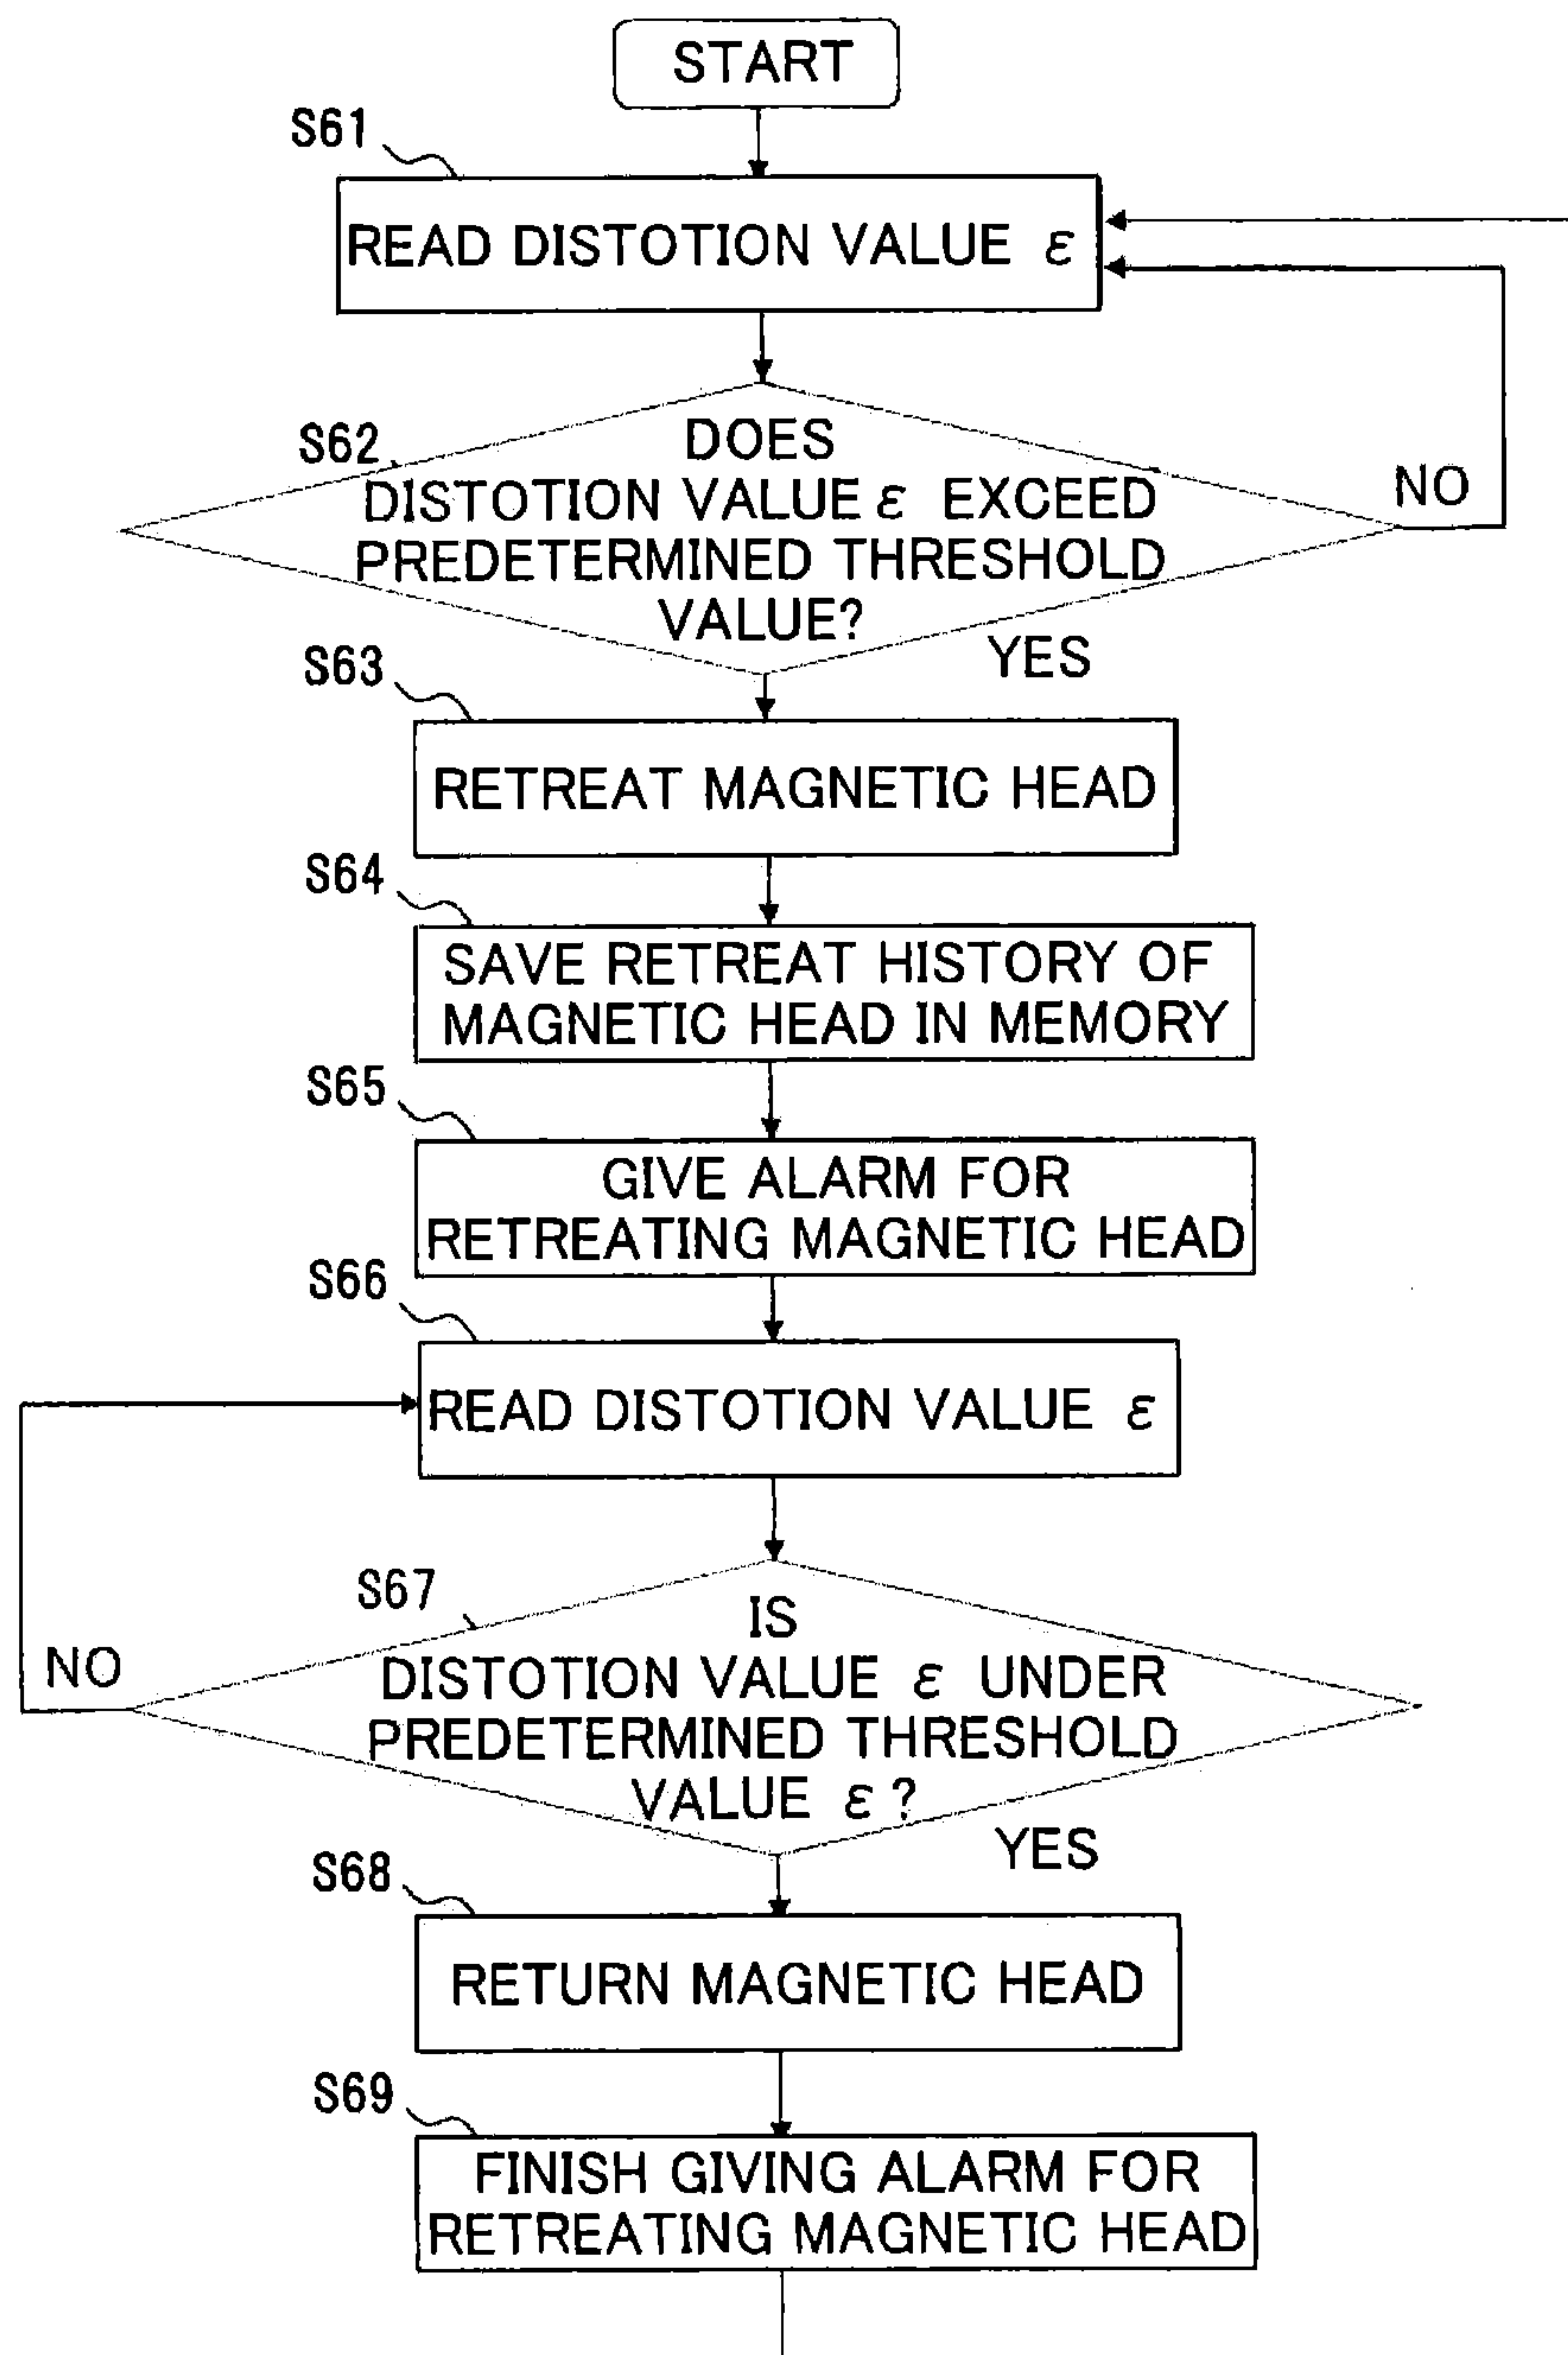 START
S61
READ DISTOTION VALUE ε
S62
DOES
DISTOTION VALUE ε EXCEED
PREDETERMINED THRESHOLD
VALUE?
NO
YES
S63
RETREAT MAGNETIC HEAD
S64
SAVE RETREAT HISTORY OF
MAGNETIC HEAD IN MEMORY
S65
GIVE ALARM FOR
RETREATING MAGNETIC HEAD
S66
READ DISTOTION VALUE ε
S67
IS
DISTOTION VALUE ε UNDER
PREDETERMINED THRESHOLD
VALUE ε ?
NO
YES
S68
RETURN MAGNETIC HEAD
S69
FINISH GIVING ALARM FOR
RETREATING MAGNETIC HEAD